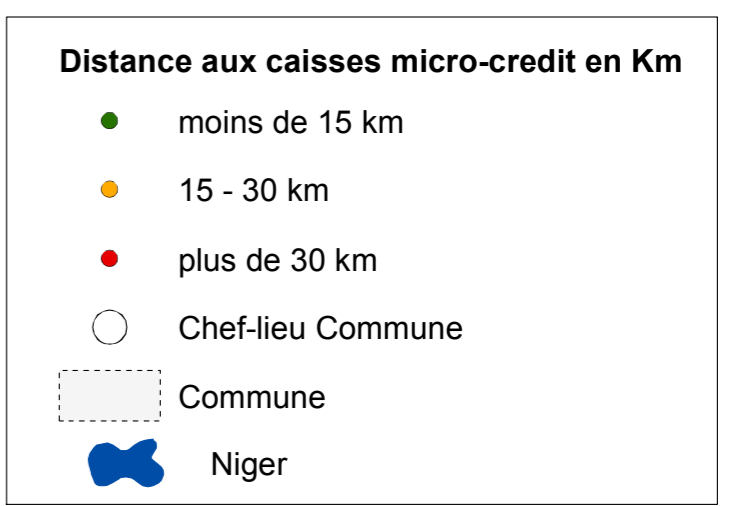 Distance aux caisses micro-credit en Km
moins de 15 km
15 - 30 km
plus de 30 km
Chef-lieu Commune
Commune
Niger